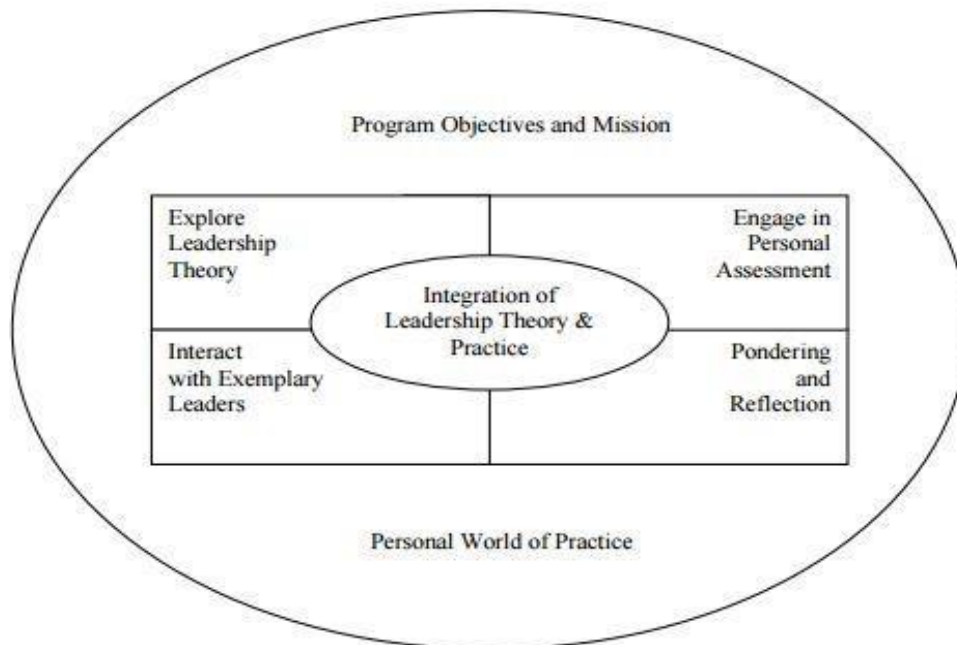 Program Objectives and Mission
Explore
Leadership
Theory
Engage in
Personal
Assessment
Integration of
Leadership Theory &
Practice
Interact
with Exemplary
Leaders
Pondering
and
Reflection
Personal World of Practice